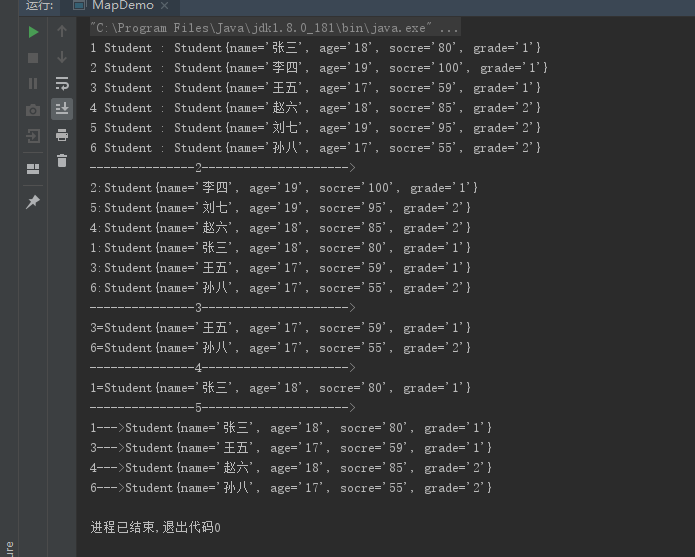 运行: MapDemo ×
"C:\Program Files\Java\jdk1.8.0_181\bin\java.exe" ...
1 Student : Student{name='张三', age='18', socre='80', grade='1'}
2 Student : Student{name='李四', age='19', socre='100', grade='1'}
3 Student : Student{name='王五', age='17', socre='59', grade='1'}
4 Student : Student{name='赵六', age='18', socre='85', grade='2'}
5 Student : Student{name='刘七', age='19', socre='95', grade='2'}
6 Student : Student{name='孙八', age='17', socre='55', grade='2'}
---------------2--------------------->
2:Student{name='李四', age='19', socre='100', grade='1'}
5:Student{name='刘七', age='19', socre='95', grade='2'}
4:Student{name='赵六', age='18', socre='85', grade='2'}
1:Student{name='张三', age='18', socre='80', grade='1'}
3:Student{name='王五', age='17', socre='59', grade='1'}
6:Student{name='孙八', age='17', socre='55', grade='2'}
---------------3--------------------->
3=Student{name='王五', age='17', socre='59', grade='1'}
6=Student{name='孙八', age='17', socre='55', grade='2'}
---------------4--------------------->
1=Student{name='张三', age='18', socre='80', grade='1'}
---------------5--------------------->
1--->Student{name='张三', age='18', socre='80', grade='1'}
3--->Student{name='王五', age='17', socre='59', grade='1'}
4--->Student{name='赵六', age='18', socre='85', grade='2'}
6--->Student{name='孙八', age='17', socre='55', grade='2'}
进程已结束,退出代码0